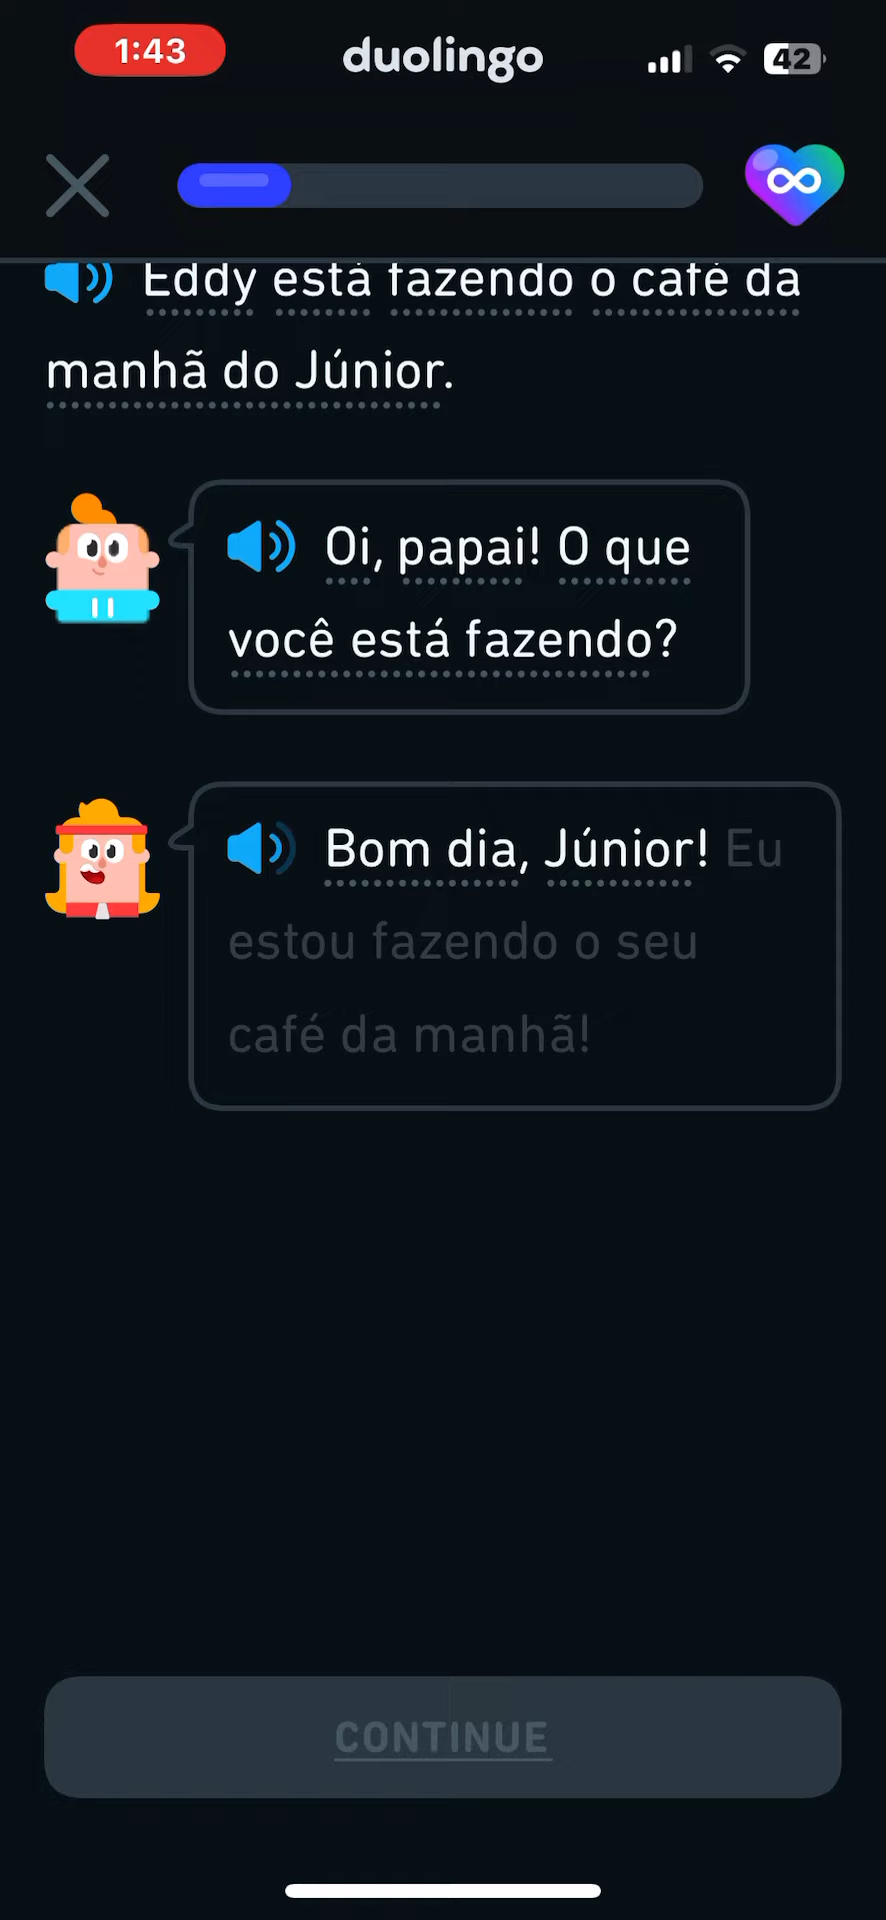 1:43
duolingo
42
Eddy está fazendo o café da
manhã do Júnior.
Oi, papai! O que
você está fazendo?
Bom dia, Júnior! Eu
estou fazendo o seu
café da manhã!
CONTINUE